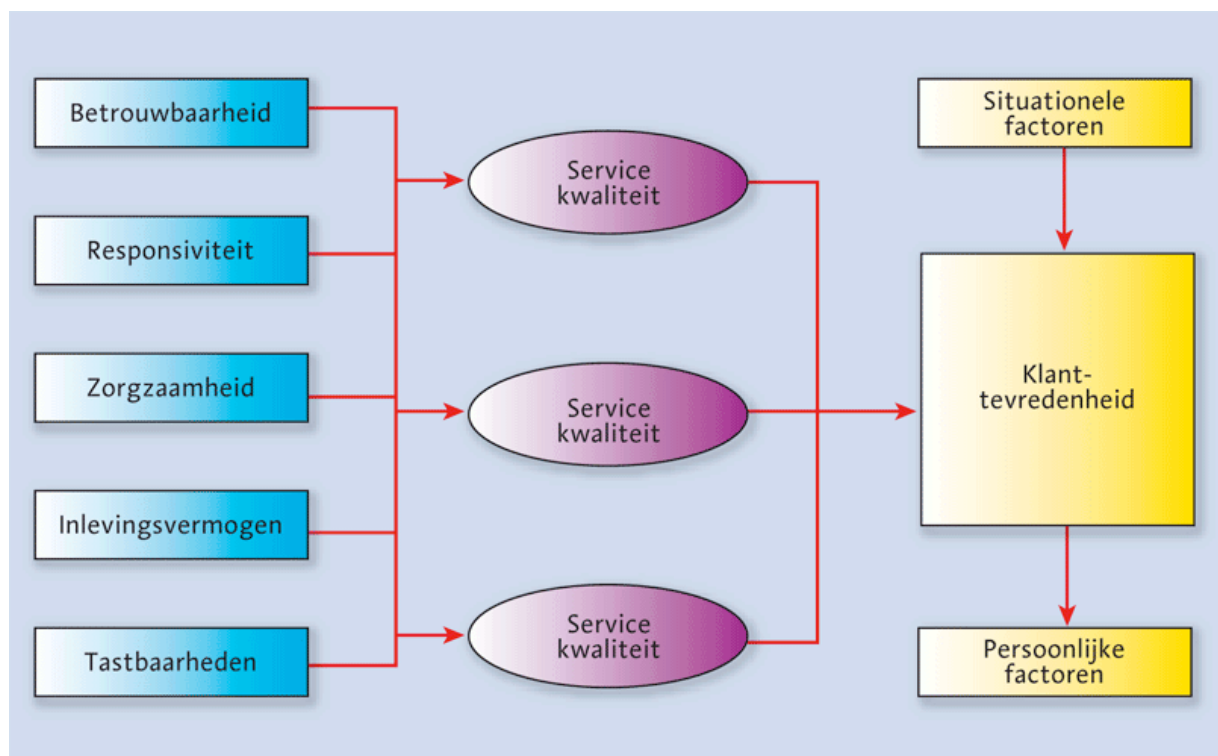 Betrouwbaarheid
Responsiviteit
Zorgzaamheid
Inlevingsvermogen
Tastbaarheden
Service
kwaliteit
Service
kwaliteit
Service
kwaliteit
Situationele
factoren
Klant-
tevredenheid
Persoonlijke
factoren